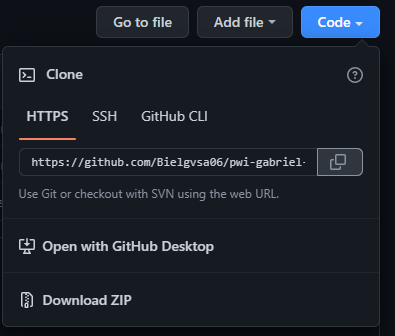 Go to file Add file Code
Clone
HTTPS SSH GitHub CLI
https://github.com/Bielgvsa06/pwi-gabriel-
Use Git or checkout with SVN using the web URL.
Open with GitHub Desktop
Download ZIP